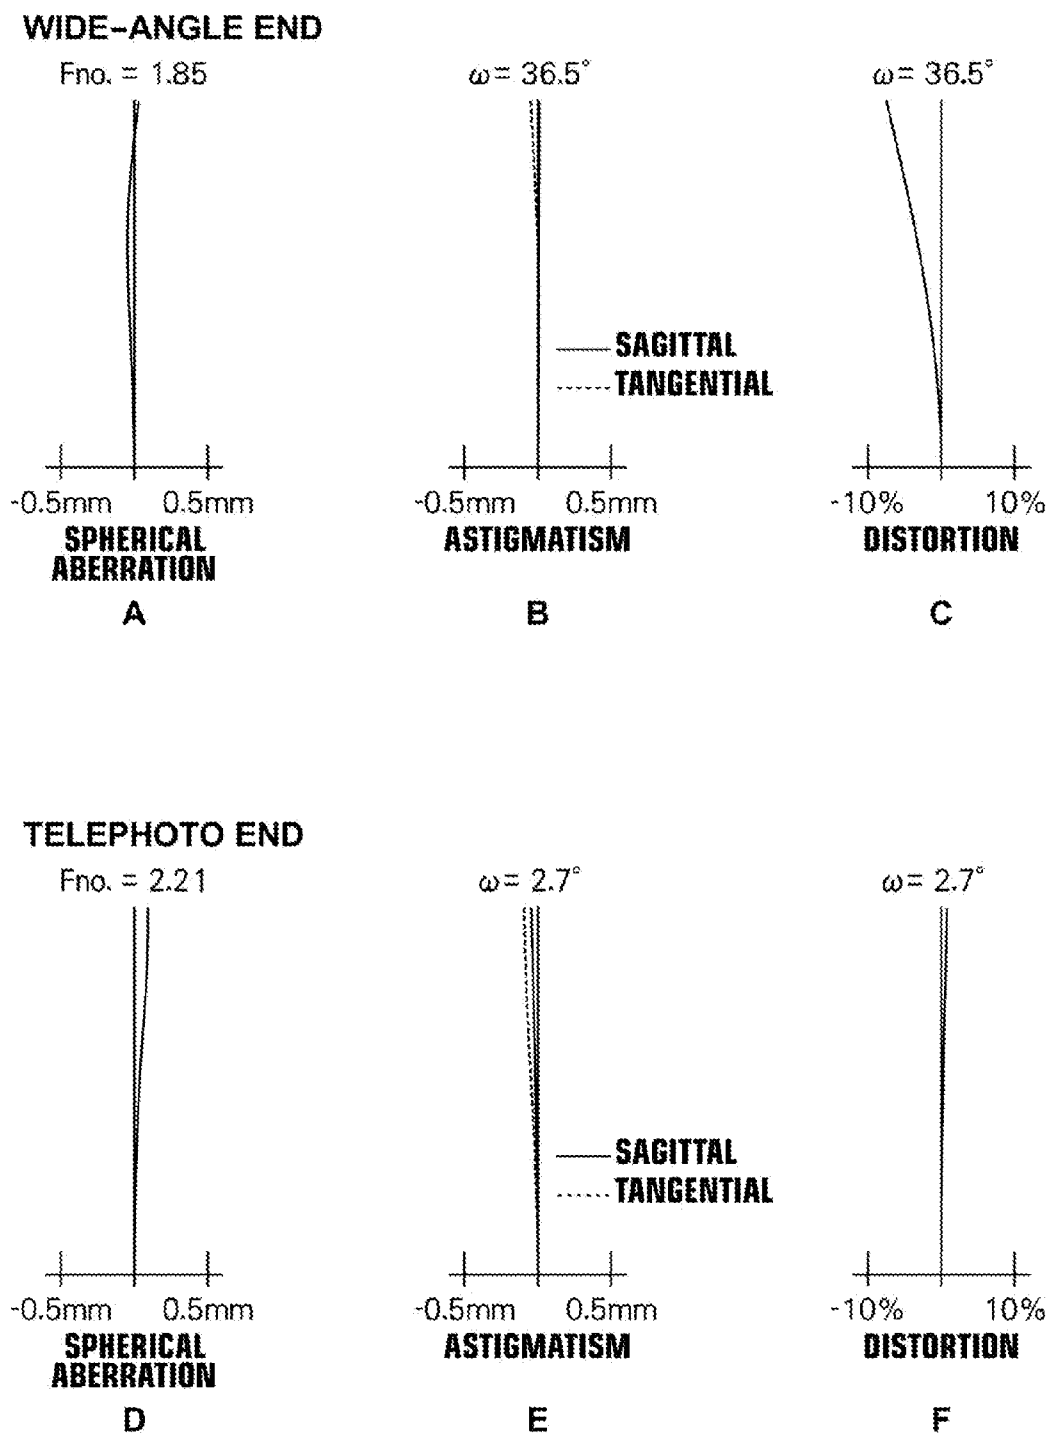 WIDE-ANGLE END
Fno. = 1.85
ω= 36.5°
ω= 36.5°
SAGITTAL
TANGENTIAL
-0.5mm 0.5mm
-0.5mm 0.5mm
-10% 10%
SPHERICAL
ABERRATION
ASTIGMATISM
DISTORTION
A
B
C
TELEPHOTO END
Fno. = 2.21
ω= 2.7°
ω= 2.7°
SAGITTAL
TANGENTIAL
-0.5mm 0.5mm
-0.5mm 0.5mm
-10% 10%
SPHERICAL
ABERRATION
ASTIGMATISM
DISTORTION
D
E
F